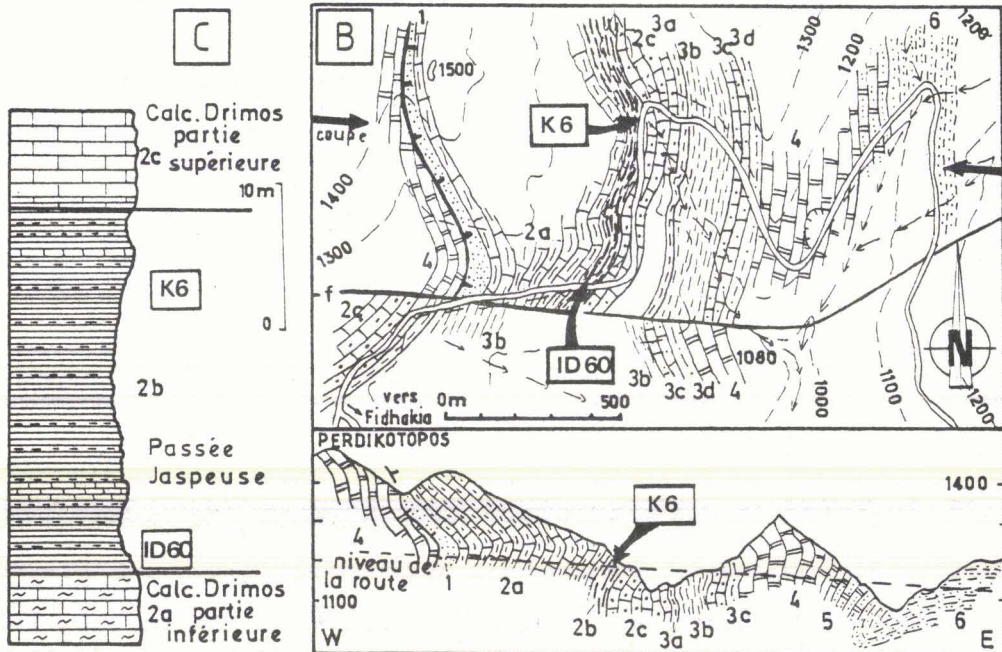 C
Calc. Drimos
partie
2c supérieure
10m
K6
0
2b
Passée
Jaspeuse
ID60
Calc. Drimos
2a partie
inférieure
B
1
3a
2c
3b
3c
3d
1300
1200
6
1200
1500
K6
4
coupe
1400
1300
2a
4
f
2c
3b
ID60
3b
3c
3d
4
1080
1000
1100
1200
N
vers
Fidhakia
0m 500
PERDIKOTOPOS
1400
K6
4
niveau de
la route
1
2a
1100
2b
2c
3a
3b
3c
4
5
6
W E